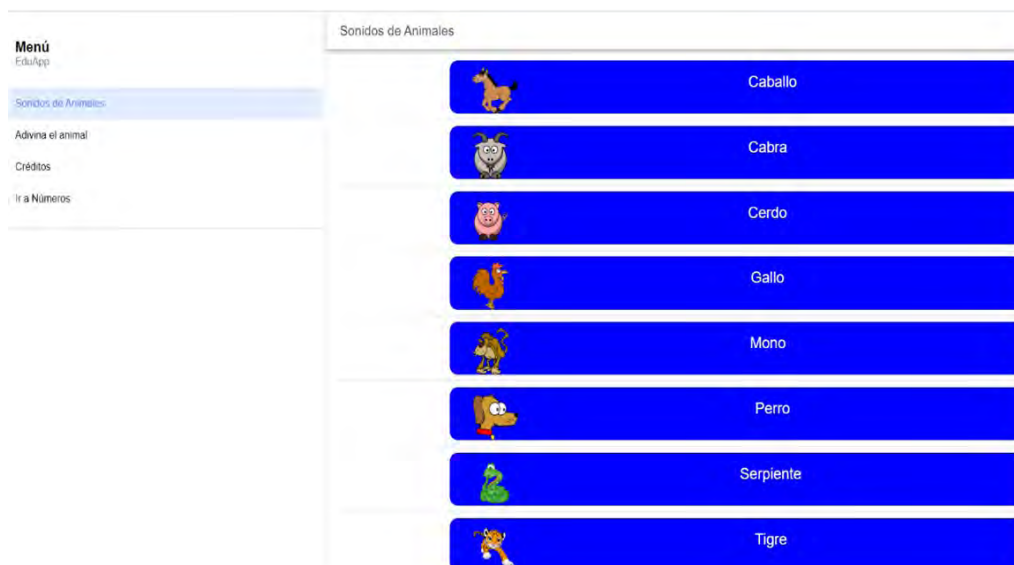 Menú
EduApp
Sonidos de Animales
Adivina el animal
Créditos
Ir a Números
Sonidos de Animales
Caballo
Cabra
Cerdo
Gallo
Mono
Perro
Serpiente
Tigre